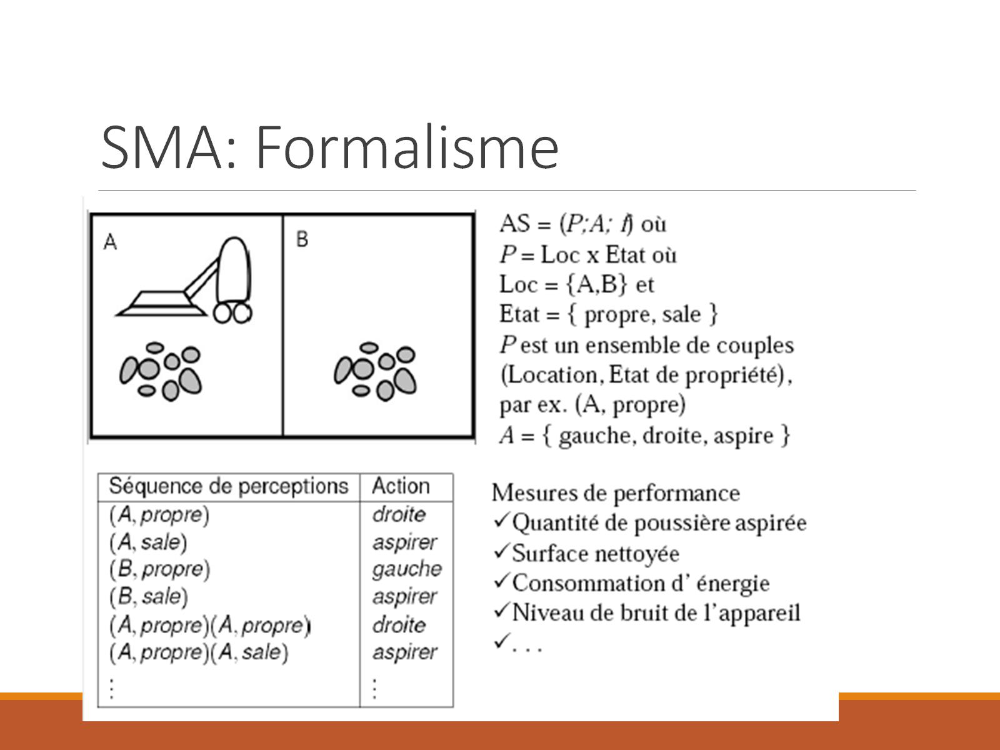 SMA: Formalisme
A
B
AS = (P;A; f) où
P = Loc x Etat où
Loc = {A,B} et
Etat = { propre, sale }
P est un ensemble de couples
(Location, Etat de propriété),
par ex. (A, propre)
A = { gauche, droite, aspire }
Séquence de perceptions Action
(A, propre) droite
(A, sale) aspirer
(B, propre) gauche
(B, sale) aspirer
(A, propre)(A, propre) droite
(A, propre)(A, sale) aspirer
⋮ ⋮
Mesures de performance
✓Quantité de poussière aspirée
✓Surface nettoyée
✓Consommation d’ énergie
✓Niveau de bruit de l’appareil
✓. . .